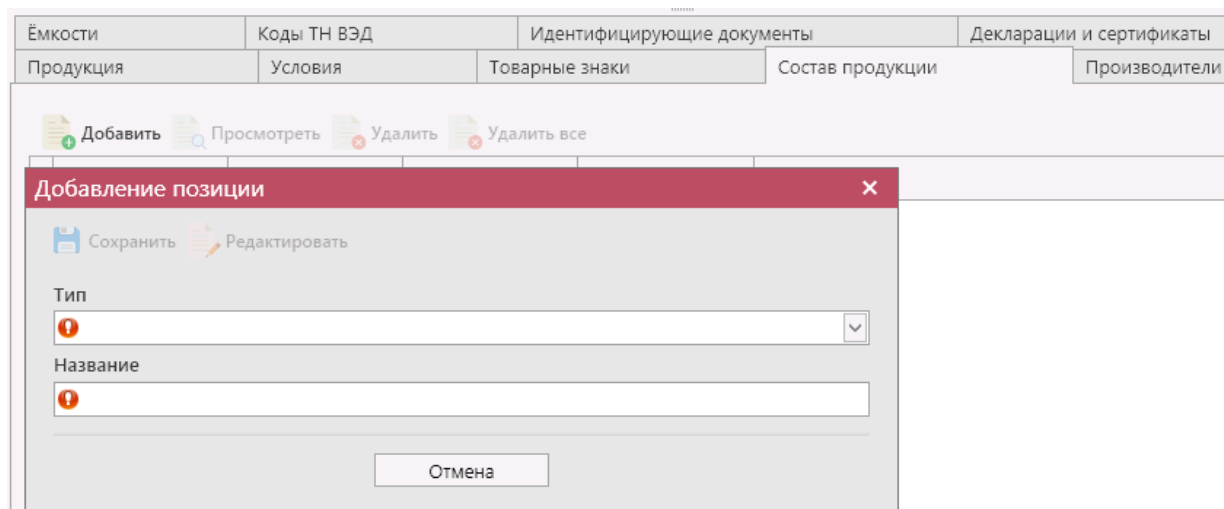 Ёмкости Коды ТН ВЭД Идентифицирующие документы Декларации и сертификаты
Продукция Условия Товарные знаки Состав продукции Производители
Добавить Просмотреть Удалить Удалить все
Добавление позиции
Сохранить Редактировать
Тип
Название
Отмена